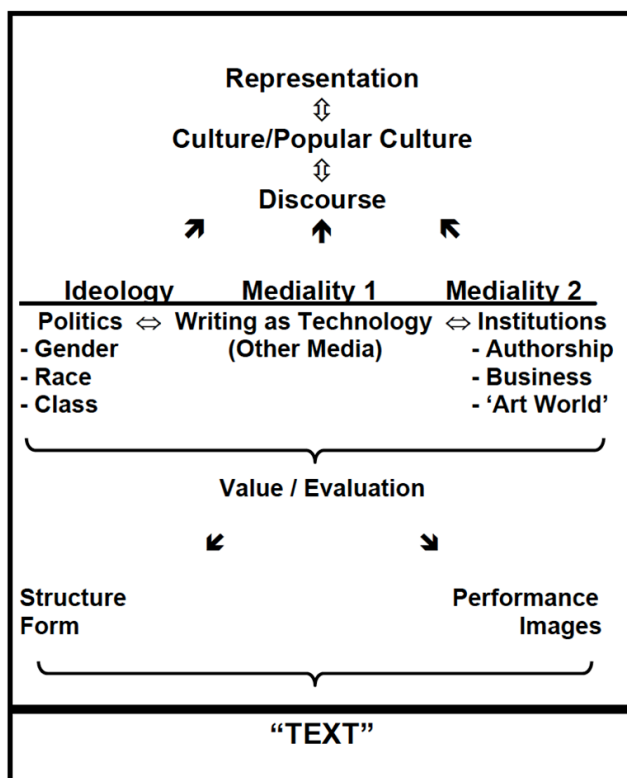 Representation
⇳
Culture/Popular Culture
⇳
Discourse
🡽 🡹 🡼
Ideology Mediality 1 Mediality 2
Politics ⇔ Writing as Technology ⇔ Institutions
- Gender (Other Media) - Authorship
- Race - Business
- Class - ‘Art World’
Value / Evaluation
🡿 🡾
Structure Performance
Form Images
“TEXT”